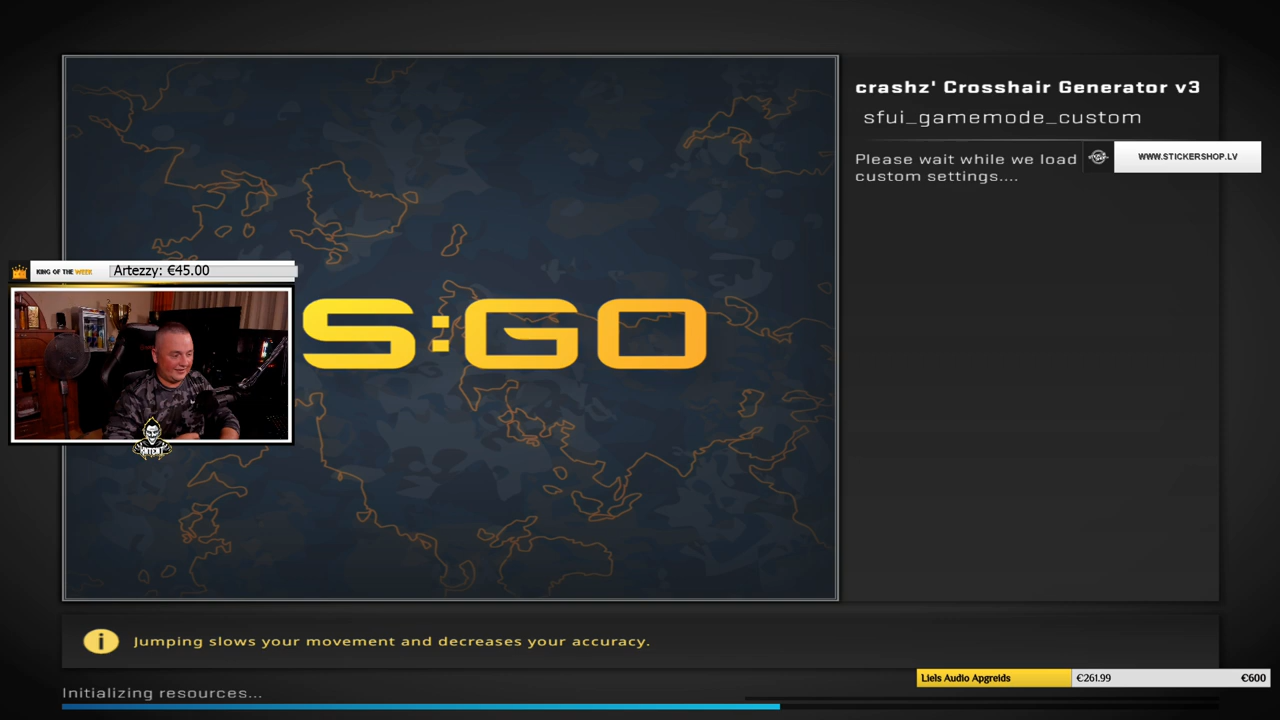 crashz' Crosshair Generator v3
sfui_gamemode_custom
Please wait while we load
custom settings....
WWW.STICKERSHOP.LV
KING OF THE WEEK
Artezzy: €45.00
S:GO
Jumping slows your movement and decreases your accuracy.
Liels Audio Apgreids
€261.99
€600
Initializing resources...